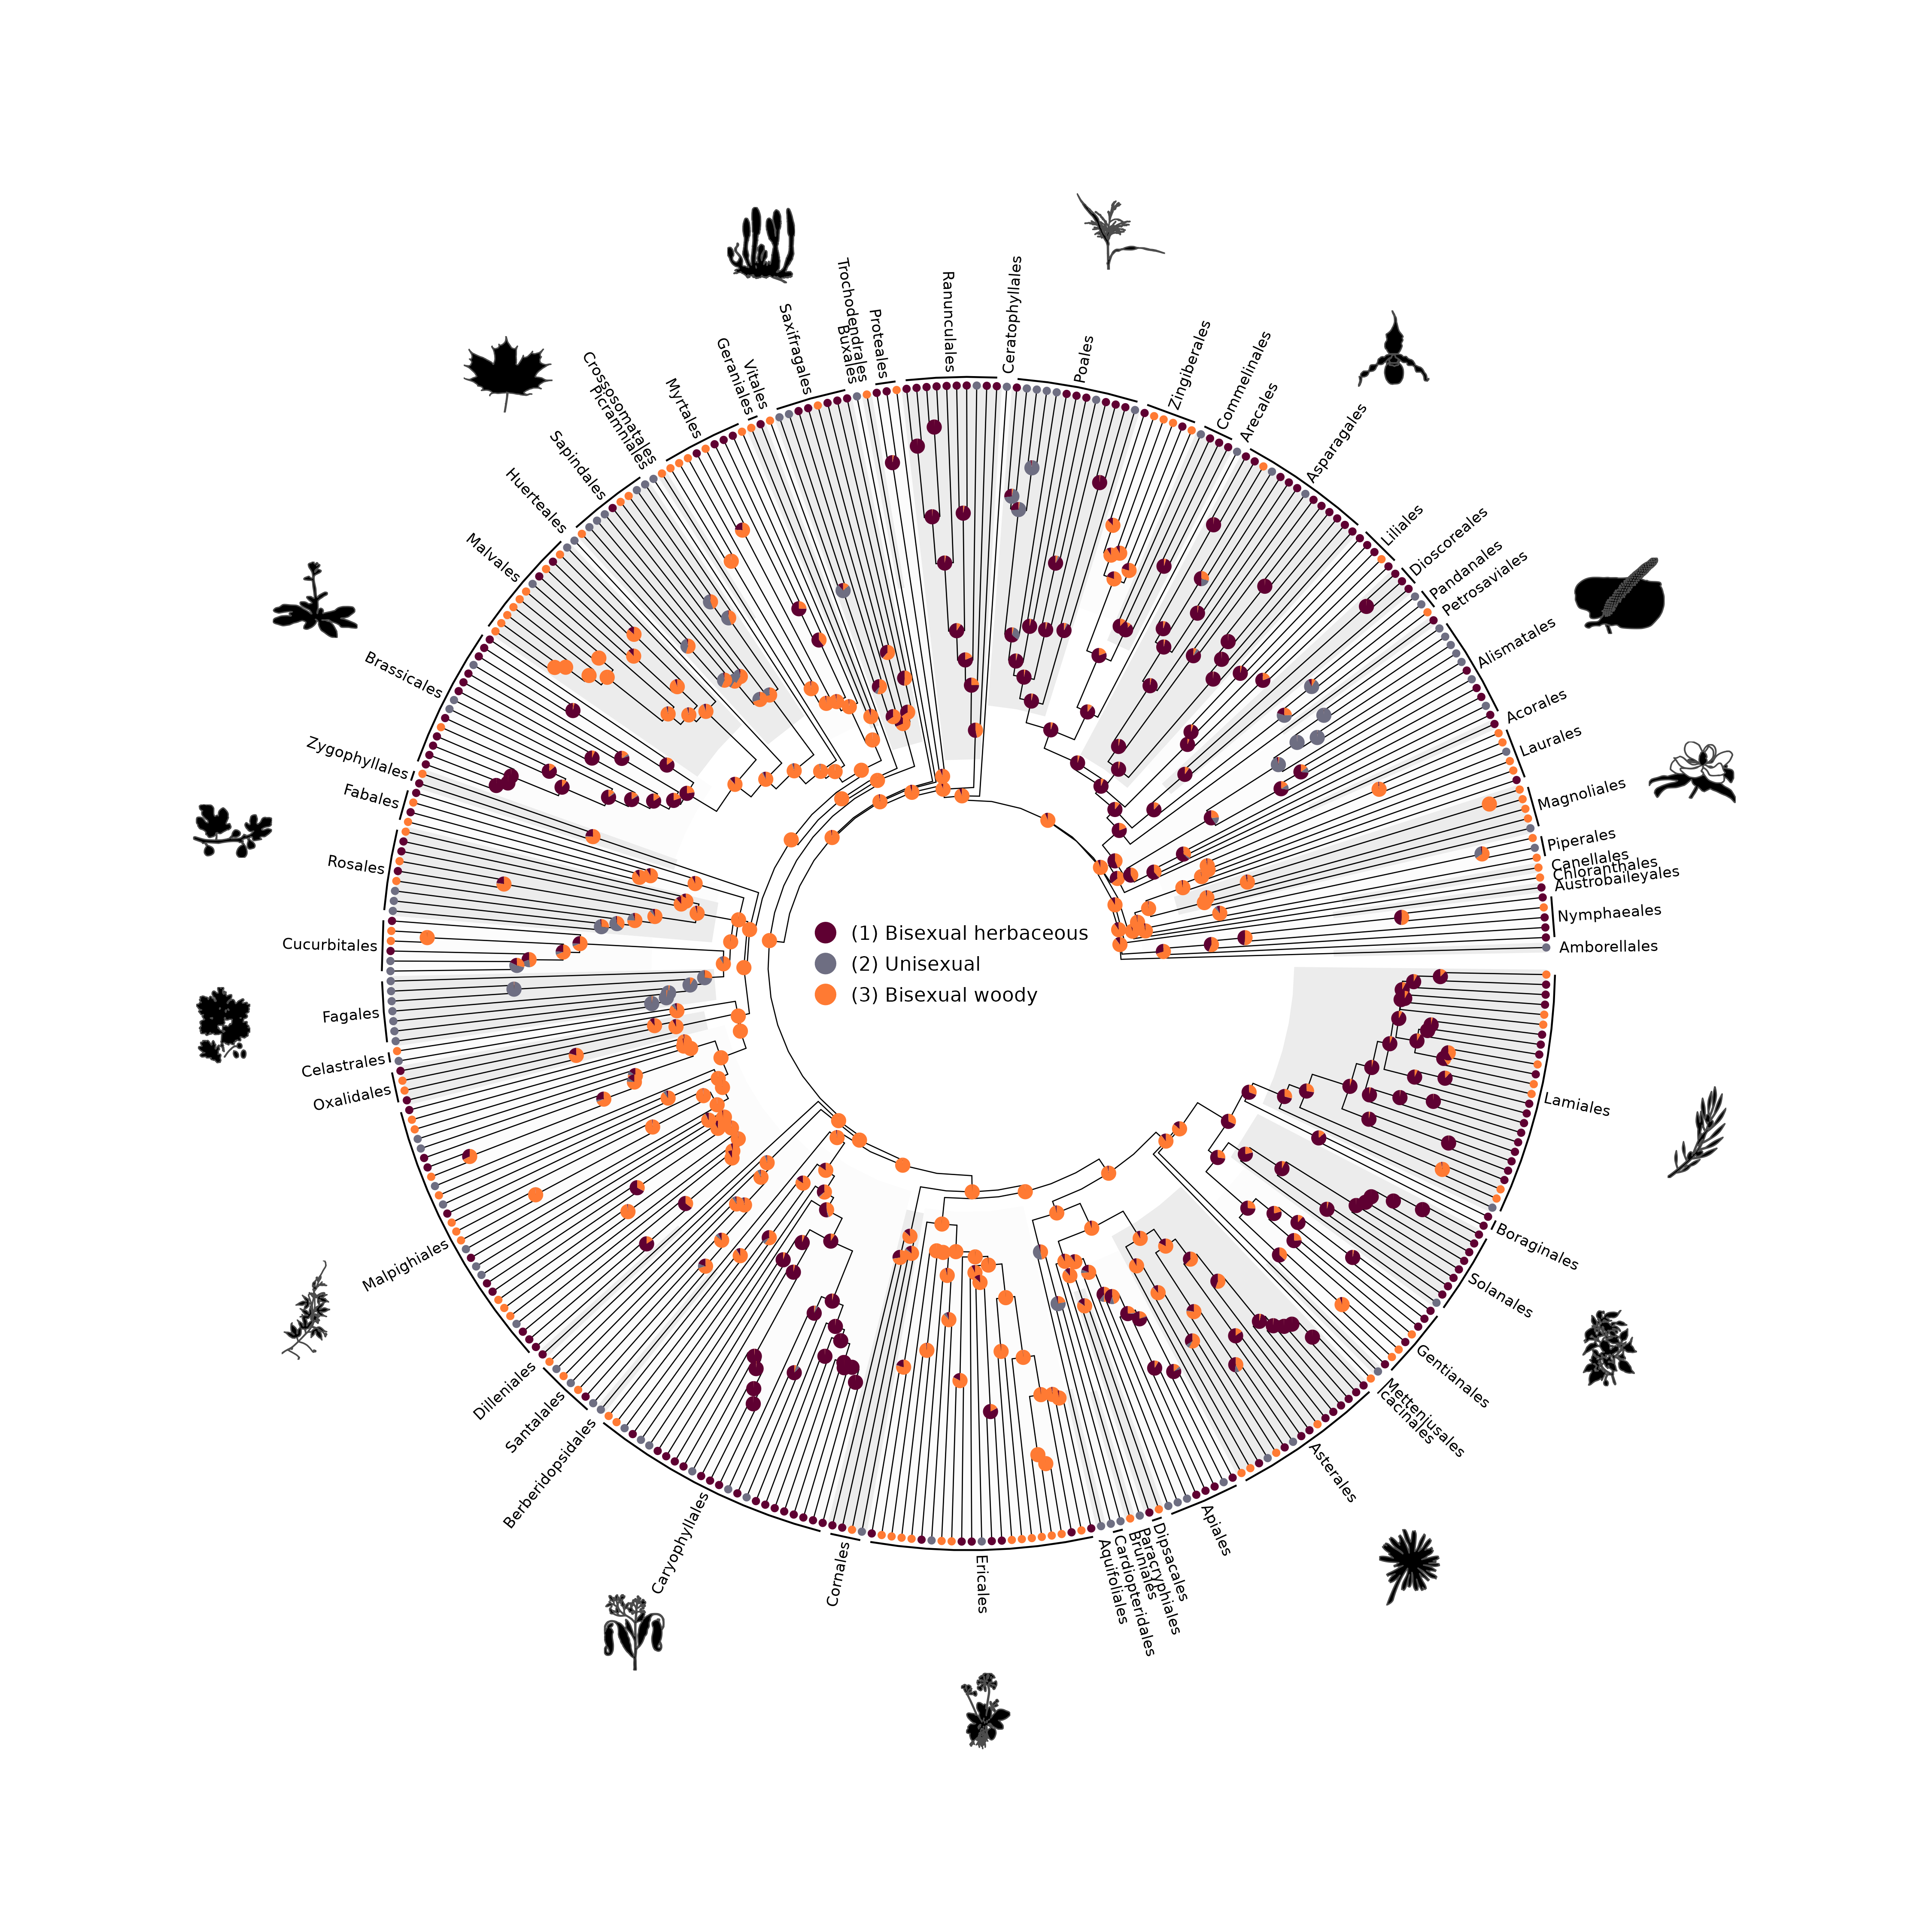 Ceratophyllales
Poales
Zingiberales
Commelinales
Arecales
Asparagales
Liliales
Dioscoreales
Pandanales
Petrosaviales
Alismatales
Acorales
Laurales
Magnoliales
Piperales
Canellales
Chloranthales
Austrobaileyales
Nymphaeales
Amborellales
Lamiales
Boraginales
Solanales
Gentianales
Metteniusales
Icacinales
Asterales
Apiales
Dipsacales
Paracryphiales
Bruniales
Cardiopteridales
Aquifoliales
Ericales
Cornales
Caryophyllales
Berberidopsidales
Santalales
Dilleniales
Malpighiales
Oxalidales
Celastrales
Fagales
Cucurbitales
Rosales
Fabales
Zygophyllales
Brassicales
Malvales
Huerteales
Sapindales
Picramniales
Crossosomatales
Myrtales
Geraniales
Vitales
Saxifragales
Buxales
Trochodendrales
Proteales
Ranunculales
(1) Bisexual herbaceous
(2) Unisexual
(3) Bisexual woody